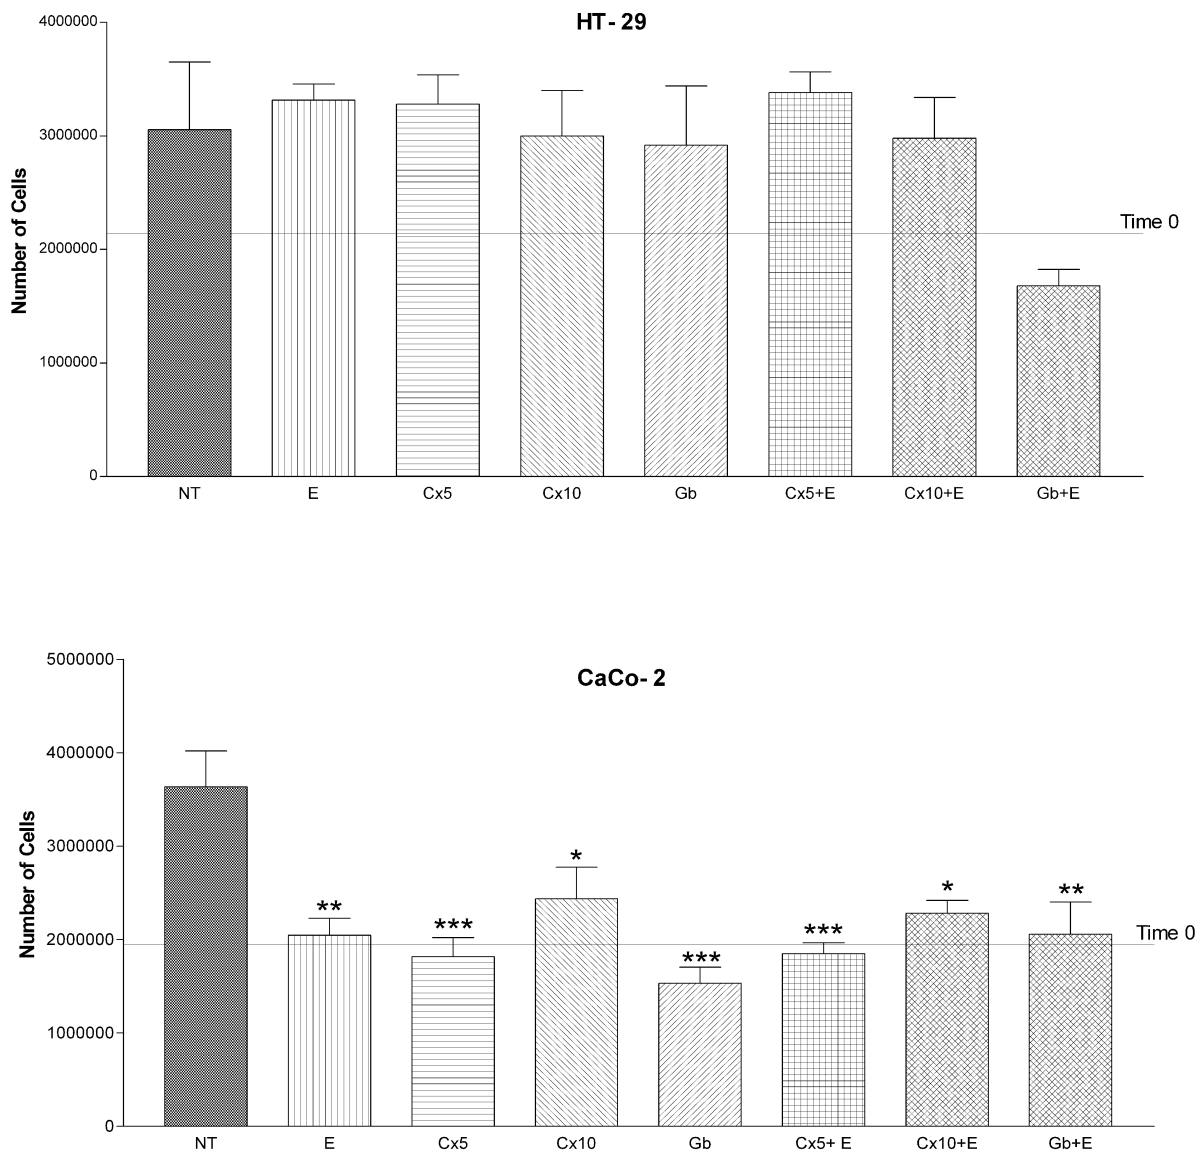 HT- 29
4000000
3000000
2000000
1000000
0
Number of Cells
Time 0
NT E Cx5 Cx10 Gb Cx5+E Cx10+E Gb+E
CaCo- 2
5000000
4000000
3000000
2000000
1000000
0
Number of Cells
** *** * *** *** * **
Time 0
NT E Cx5 Cx10 Gb Cx5+ E Cx10+E Gb+E